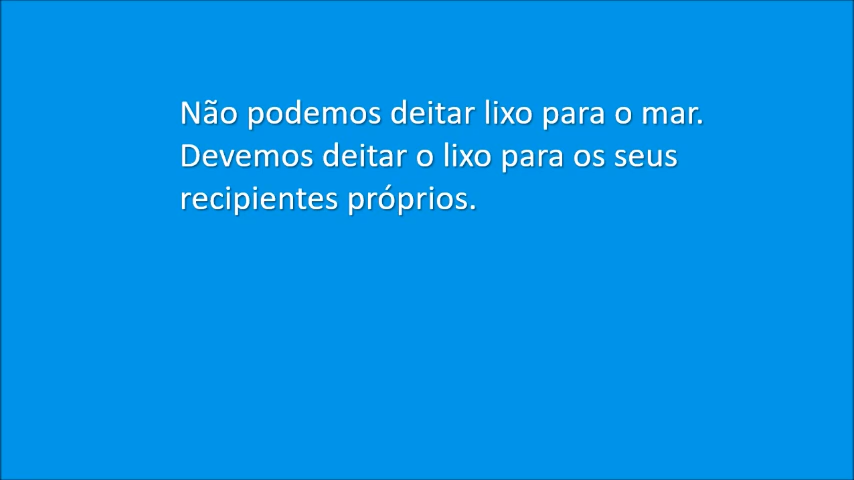 Não podemos deitar lixo para o mar.
Devemos deitar o lixo para os seus
recipientes próprios.